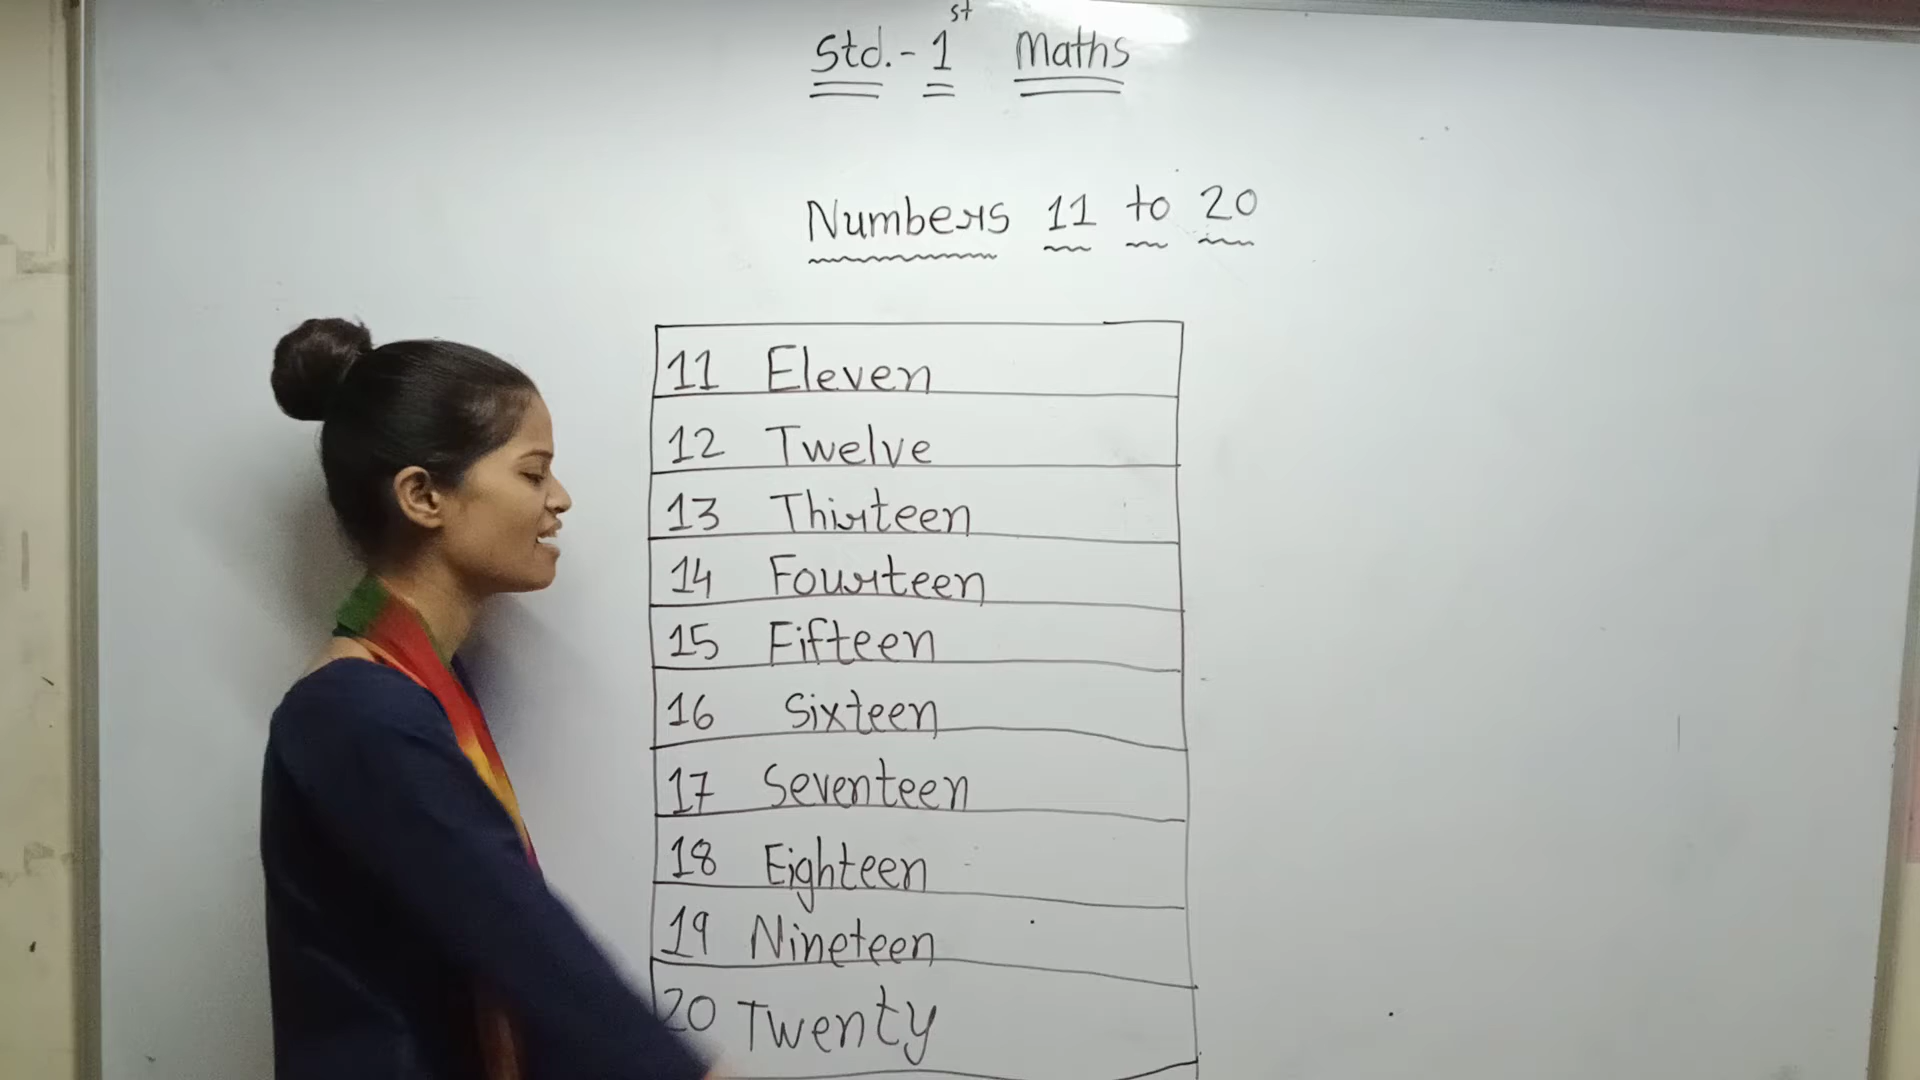 Std.- 1st Maths
Numbers 11 to 20
11 Eleven
12 Twelve
13 Thirteen
14 Fourteen
15 Fifteen
16 Sixteen
17 Seventeen
18 Eighteen
19 Nineteen
20 Twenty